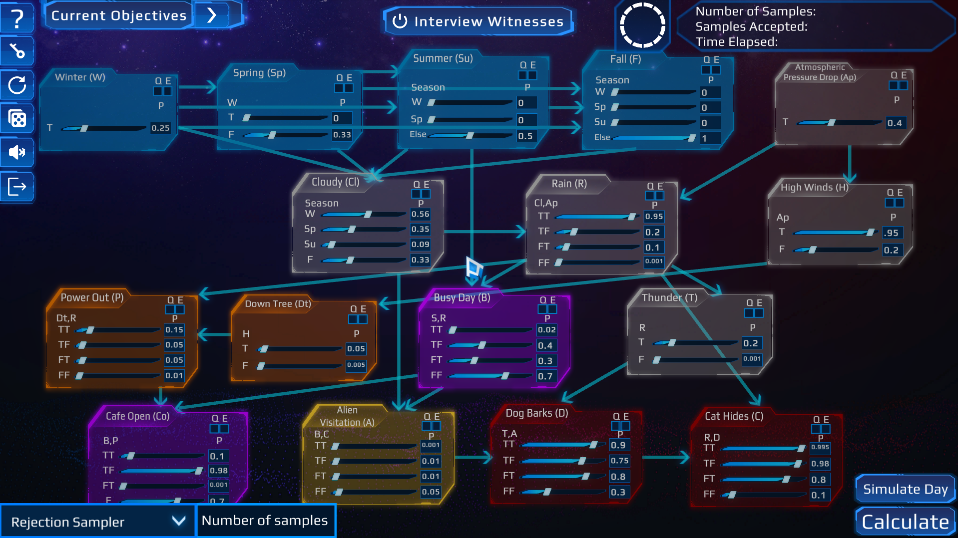 ?
Current Objectives
>
Interview Witnesses
Number of Samples:
Samples Accepted:
Time Elapsed:
Winter (W)
Q E
P
T 0.25
Spring (Sp)
Q E
P
W
T 0
F 0.33
Summer (Su)
Q E
Season
P
W 0
Sp 0
Else 0.5
Fall (F)
Q E
Season
P
W 0
Sp 0
Su 0
Else 1
Atmospheric
Pressure Drop (Ap)
Q E
P
T 0.4
Cloudy (Cl)
Q E
Season
P
W 0.56
Sp 0.35
Su 0.09
F 0.33
Rain (R)
Q E
Cl,Ap
P
TT 0.95
TF 0.2
FT 0.1
FF 0.001
High Winds (H)
Q E
Ap
P
T .95
F 0.2
Power Out (P)
Q E
Dt,R
P
TT 0.15
TF 0.05
FT 0.05
FF 0.01
Down Tree (Dt)
Q E
H
P
T 0.05
F 0.005
Busy Day (B)
Q E
S,R
P
TT 0.02
TF 0.4
FT 0.3
FF 0.7
Thunder (T)
Q E
R
P
T 0.2
F 0.001
Cafe Open (Co)
Q E
B,P
P
TT 0.1
TF 0.98
FT 0.001
F 0.7
Alien
Visitation (A)
Q E
B,C
P
TT 0.001
TF 0.01
FT 0.01
FF 0.05
Dog Barks (D)
Q E
T,A
P
TT 0.9
TF 0.75
FT 0.8
FF 0.3
Cat Hides (C)
Q E
R,D
P
TT 0.995
TF 0.98
FT 0.8
FF 0.1
Simulate Day
Calculate
Rejection Sampler
Number of samples